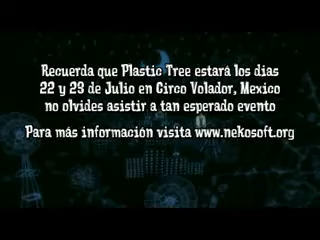 Recuerda que Plastic Tree estará los dias
22 y 23 de Julio en Circo Volador, Mexico
no olvides asistir a tan esperado evento
Para más información visita www.nekosoft.org